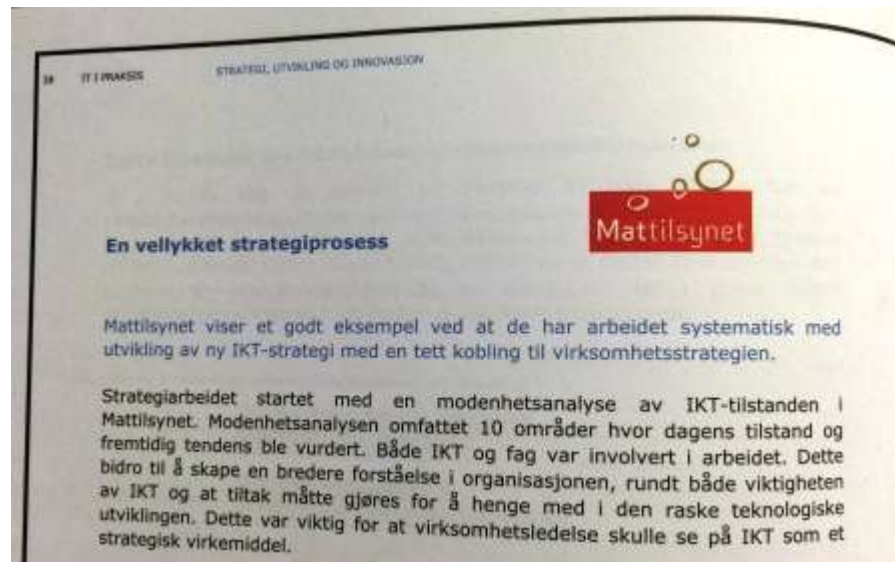 38 IT I PRAKSIS STRATEGI, UTVIKLING OG INNOVASJON
Mattilsynet
En vellykket strategiprosess
Mattilsynet viser et godt eksempel ved at de har arbeidet systematisk med
utvikling av ny IKT-strategi med en tett kobling til virksomhetsstrategien.
Strategiarbeidet startet med en modenhetsanalyse av IKT-tilstanden i
Mattilsynet. Modenhetsanalysen omfattet 10 områder hvor dagens tilstand og
fremtidig tendens ble vurdert. Både IKT og fag var involvert i arbeidet. Dette
bidro til å skape en bredere forståelse i organisasjonen, rundt både viktigheten
av IKT og at tiltak måtte gjøres for å henge med i den raske teknologiske
utviklingen. Dette var viktig for at virksomhetsledelse skulle se på IKT som et
strategisk virkemiddel.